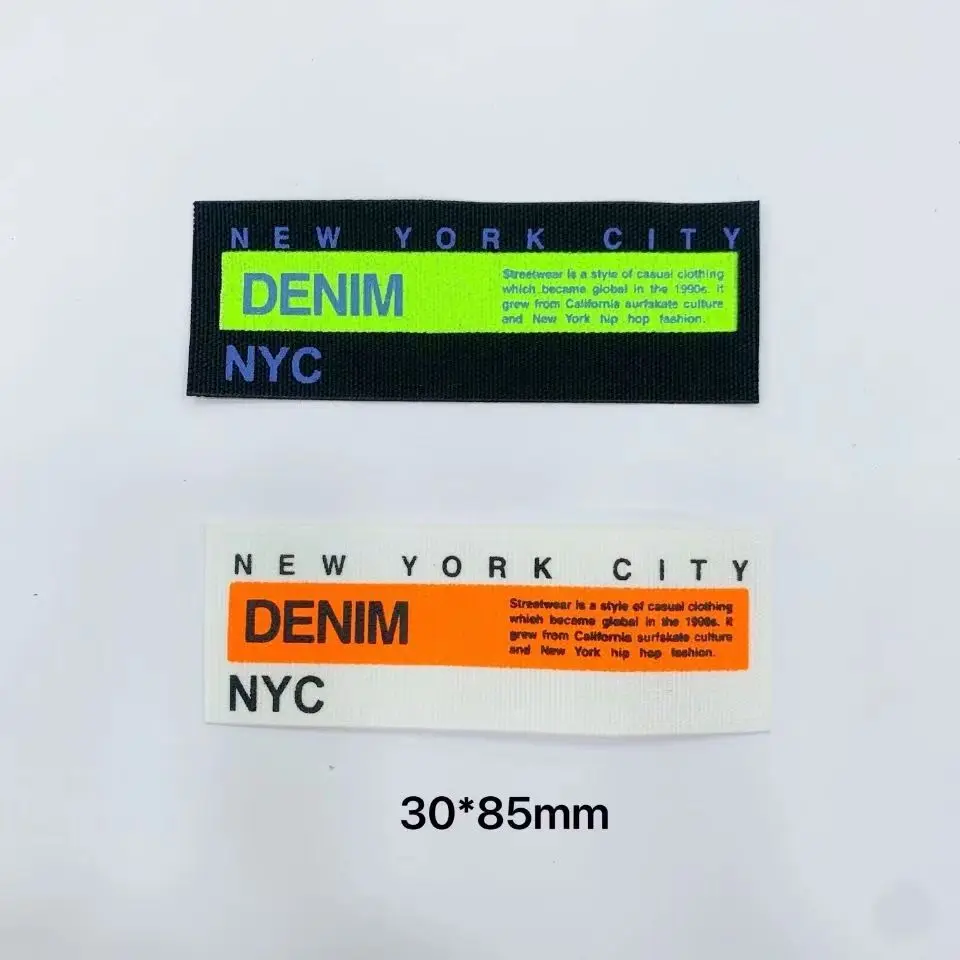 NEW YORK CITY
DENIM
Streetwear is a style of casual clothing
which became global in the 1990s. It
grew from California surfskate culture
and New York hip hop fashion.
NYC
NEW YORK CITY
DENIM
Streetwear is a style of casual clothing
which became global in the 1990s. It
grew from California surfskate culture
and New York hip hop fashion.
NYC
30*85mm